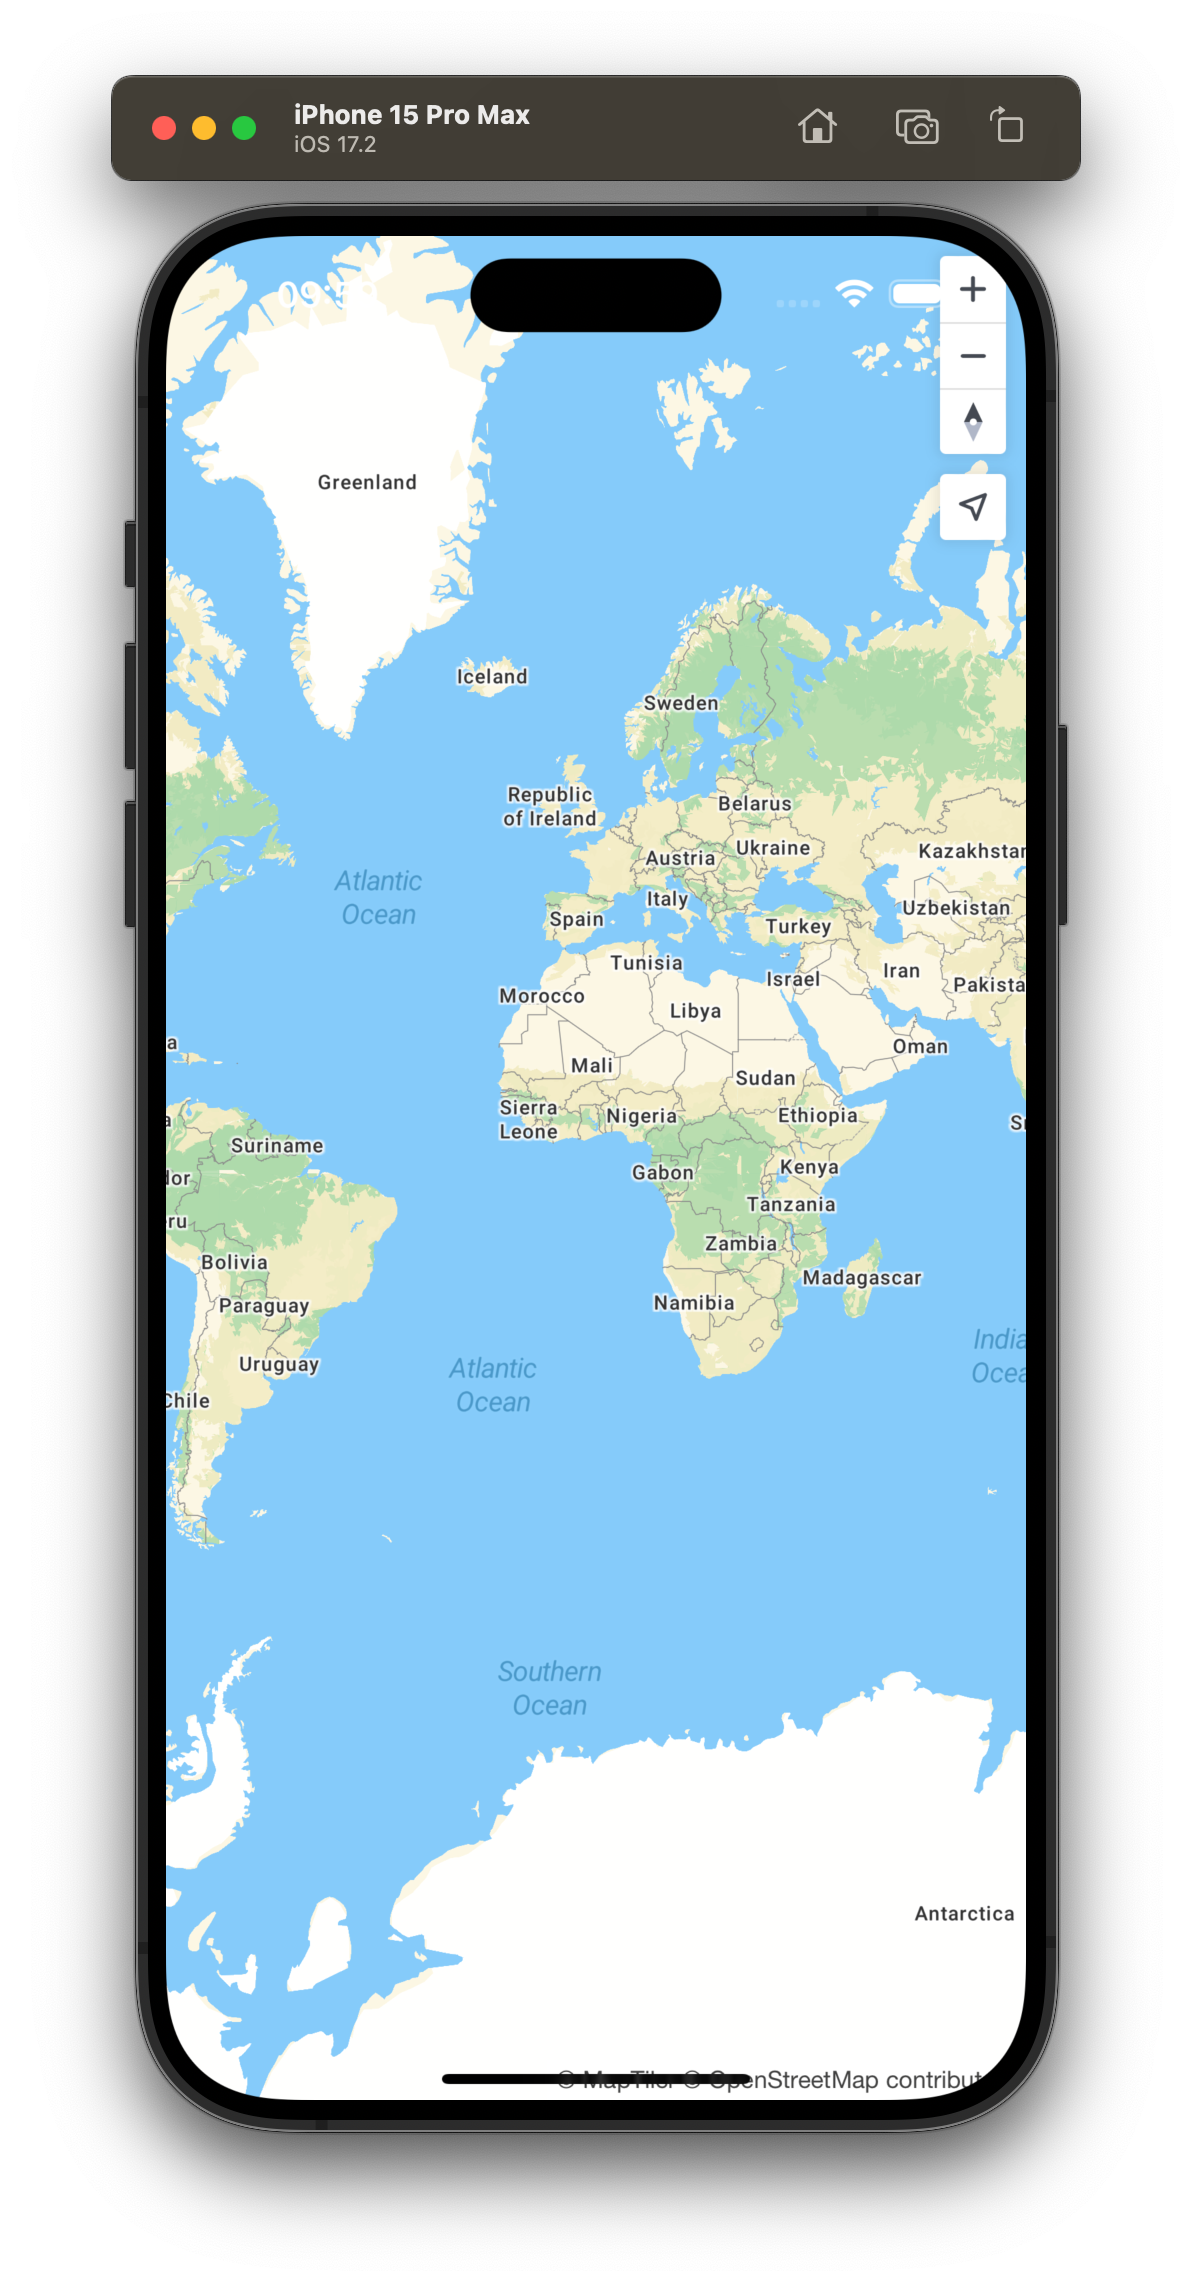 iPhone 15 Pro Max
iOS 17.2
Greenland
Iceland
Sweden
Republic
of Ireland
Belarus
Austria
Ukraine
Kazakhstan
Atlantic
Ocean
Italy
Uzbekistan
Spain
Turkey
Tunisia
Israel
Iran
Pakista
Morocco
Libya
a
Oman
Mali
Sudan
Sierra
Leone
Nigeria
Ethiopia
a
Suriname
Gabon
Kenya
dor
Tanzania
ru
Zambia
Bolivia
Madagascar
Paraguay
Namibia
Uruguay
Atlantic
Ocean
India
Ocea
Chile
Southern
Ocean
Antarctica
© MapTiler © OpenStreetMap contribut